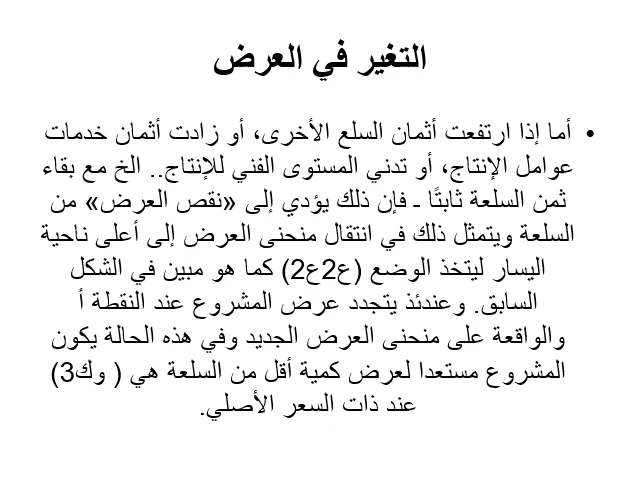 التغير في العرض
• أما إذا ارتفعت أثمان السلع الأخرى، أو زادت أثمان خدمات
عوامل الإنتاج، أو تدني المستوى الفني للإنتاج.. الخ مع بقاء
ثمن السلعة ثابتًا ـ فإن ذلك يؤدي إلى «نقص العرض» من
السلعة ويتمثل ذلك في انتقال منحنى العرض إلى أعلى ناحية
اليسار ليتخذ الوضع (ع2ع2) كما هو مبين في الشكل
السابق. وعندئذ يتجدد عرض المشروع عند النقطة أ
والواقعة على منحنى العرض الجديد وفي هذه الحالة يكون
المشروع مستعدا لعرض كمية أقل من السلعة هي ( وك3)
عند ذات السعر الأصلي.